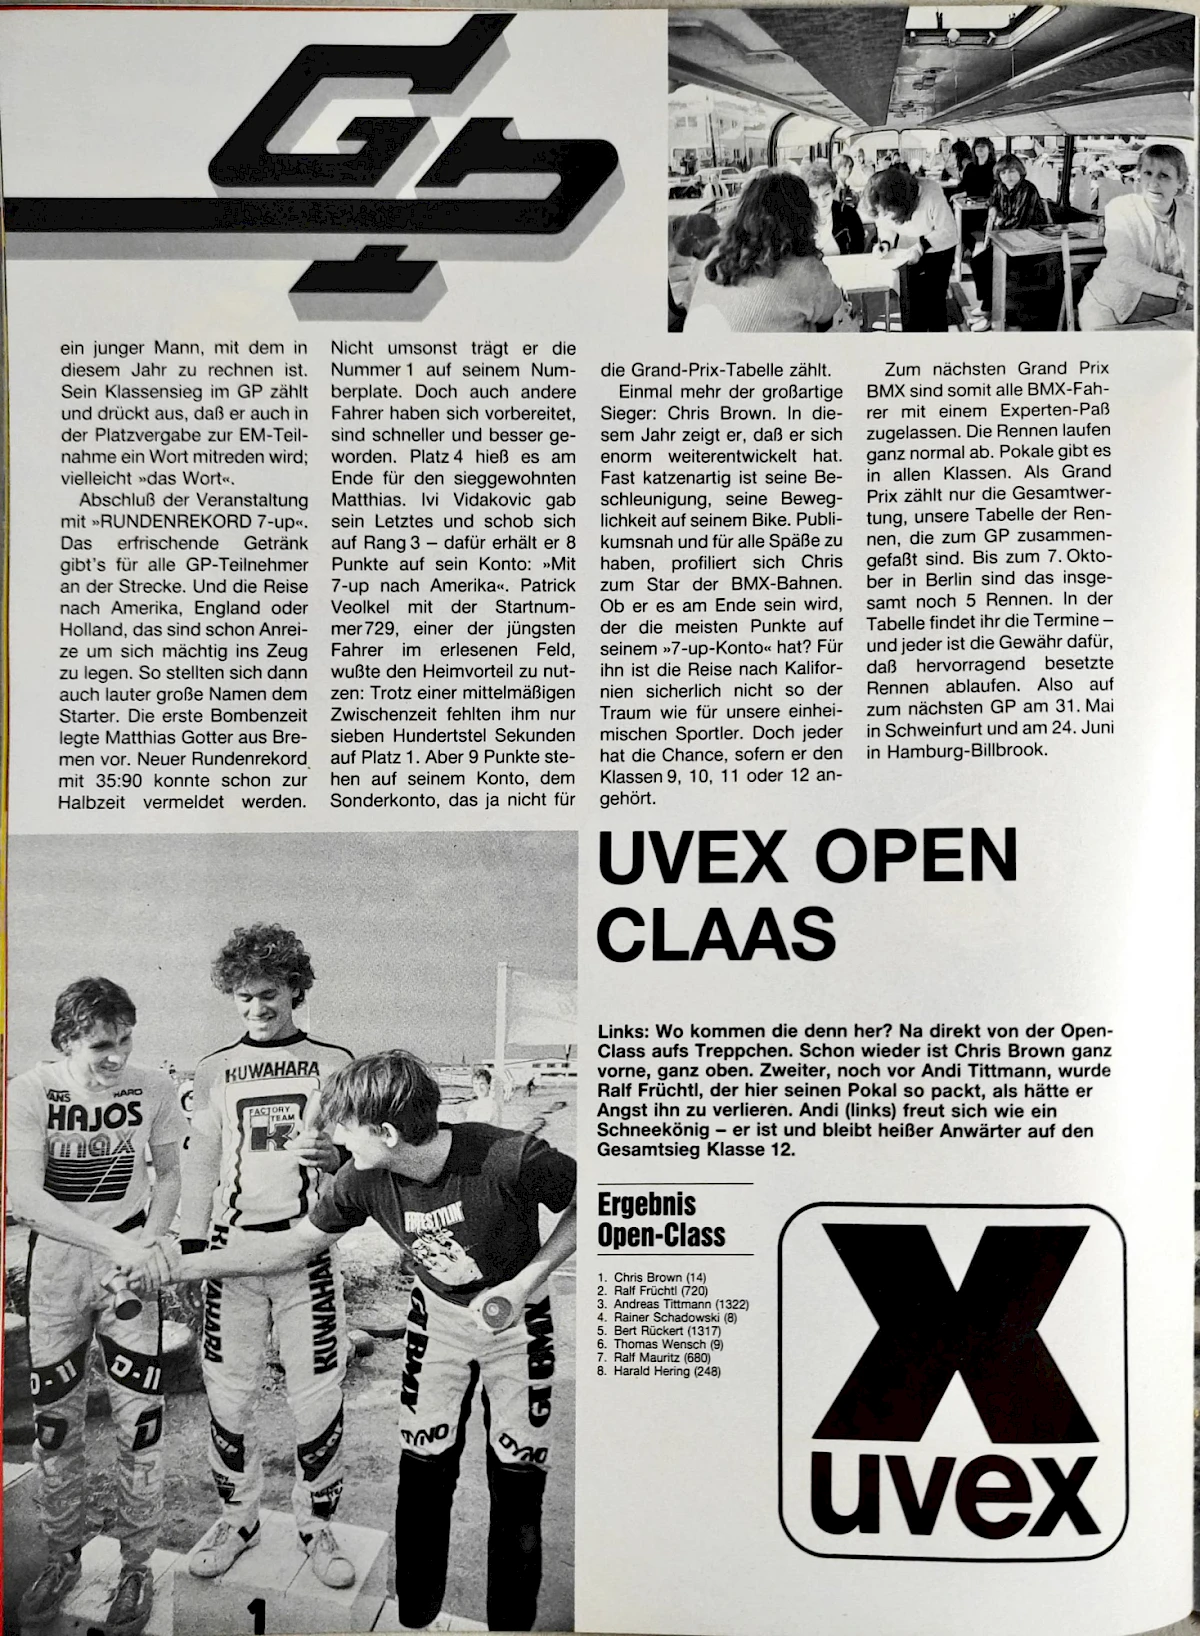 Gp
ein junger Mann, mit dem in
diesem Jahr zu rechnen ist.
Sein Klassensieg im GP zählt
und drückt aus, daß er auch in
der Platzvergabe zur EM-Teil-
nahme ein Wort mitreden wird;
vielleicht »das Wort«.
Abschluß der Veranstaltung
mit »RUNDENREKORD 7-up«.
Das erfrischende Getränk
gibt's für alle GP-Teilnehmer
an der Strecke. Und die Reise
nach Amerika, England oder
Holland, das sind schon Anrei-
ze um sich mächtig ins Zeug
zu legen. So stellten sich dann
auch lauter große Namen dem
Starter. Die erste Bombenzeit
legte Matthias Gotter aus Bre-
men vor. Neuer Rundenrekord
mit 35:90 konnte schon zur
Halbzeit vermeldet werden.
Nicht umsonst trägt er die
Nummer 1 auf seinem Num-
berplate. Doch auch andere
Fahrer haben sich vorbereitet,
sind schneller und besser ge-
worden. Platz 4 hieß es am
Ende für den sieggewohnten
Matthias. Ivi Vidakovic gab
sein Letztes und schob sich
auf Rang 3 – dafür erhält er 8
Punkte auf sein Konto: »Mit
7-up nach Amerika«. Patrick
Veolkel mit der Startnum-
mer 729, einer der jüngsten
Fahrer im erlesenen Feld,
wußte den Heimvorteil zu nut-
zen: Trotz einer mittelmäßigen
Zwischenzeit fehlten ihm nur
sieben Hundertstel Sekunden
auf Platz 1. Aber 9 Punkte ste-
hen auf seinem Konto, dem
Sonderkonto, das ja nicht für
die Grand-Prix-Tabelle zählt.
Einmal mehr der großartige
Sieger: Chris Brown. In die-
sem Jahr zeigt er, daß er sich
enorm weiterentwickelt hat.
Fast katzenartig ist seine Be-
schleunigung, seine Beweg-
lichkeit auf seinem Bike. Publi-
kumsnah und für alle Späße zu
haben, profiliert sich Chris
zum Star der BMX-Bahnen.
Ob er es am Ende sein wird,
der die meisten Punkte auf
seinem »7-up-Konto« hat? Für
ihn ist die Reise nach Kalifor-
nien sicherlich nicht so der
Traum wie für unsere einhei-
mischen Sportler. Doch jeder
hat die Chance, sofern er den
Klassen 9, 10, 11 oder 12 an-
gehört.
Zum nächsten Grand Prix
BMX sind somit alle BMX-Fah-
rer mit einem Experten-Paß
zugelassen. Die Rennen laufen
ganz normal ab. Pokale gibt es
in allen Klassen. Als Grand
Prix zählt nur die Gesamtwer-
tung, unsere Tabelle der Ren-
nen, die zum GP zusammen-
gefaßt sind. Bis zum 7. Okto-
ber in Berlin sind das insge-
samt noch 5 Rennen. In der
Tabelle findet ihr die Termine –
und jeder ist die Gewähr dafür,
daß hervorragend besetzte
Rennen ablaufen. Also auf
zum nächsten GP am 31. Mai
in Schweinfurt und am 24. Juni
in Hamburg-Billbrook.
UVEX OPEN
CLAAS
Links: Wo kommen die denn her? Na direkt von der Open-
Class aufs Treppchen. Schon wieder ist Chris Brown ganz
vorne, ganz oben. Zweiter, noch vor Andi Tittmann, wurde
Ralf Früchtl, der hier seinen Pokal so packt, als hätte er
Angst ihn zu verlieren. Andi (links) freut sich wie ein
Schneekönig – er ist und bleibt heißer Anwärter auf den
Gesamtsieg Klasse 12.
Ergebnis
Open-Class
1. Chris Brown (14)
2. Ralf Früchtl (720)
3. Andreas Tittmann (1322)
4. Rainer Schadowski (8)
5. Bert Rückert (1317)
6. Thomas Wensch (9)
7. Ralf Mauritz (680)
8. Harald Hering (248)
X
uvex
VANS HARO
HAJOS
max
D-11 D-11
D D
KUWAHARA
FACTORY
TEAM
K
KUWAHARA
KUWAHARA
FREESTYLIN'
GT BMX
GT BMX
DYNO
DYNO
1